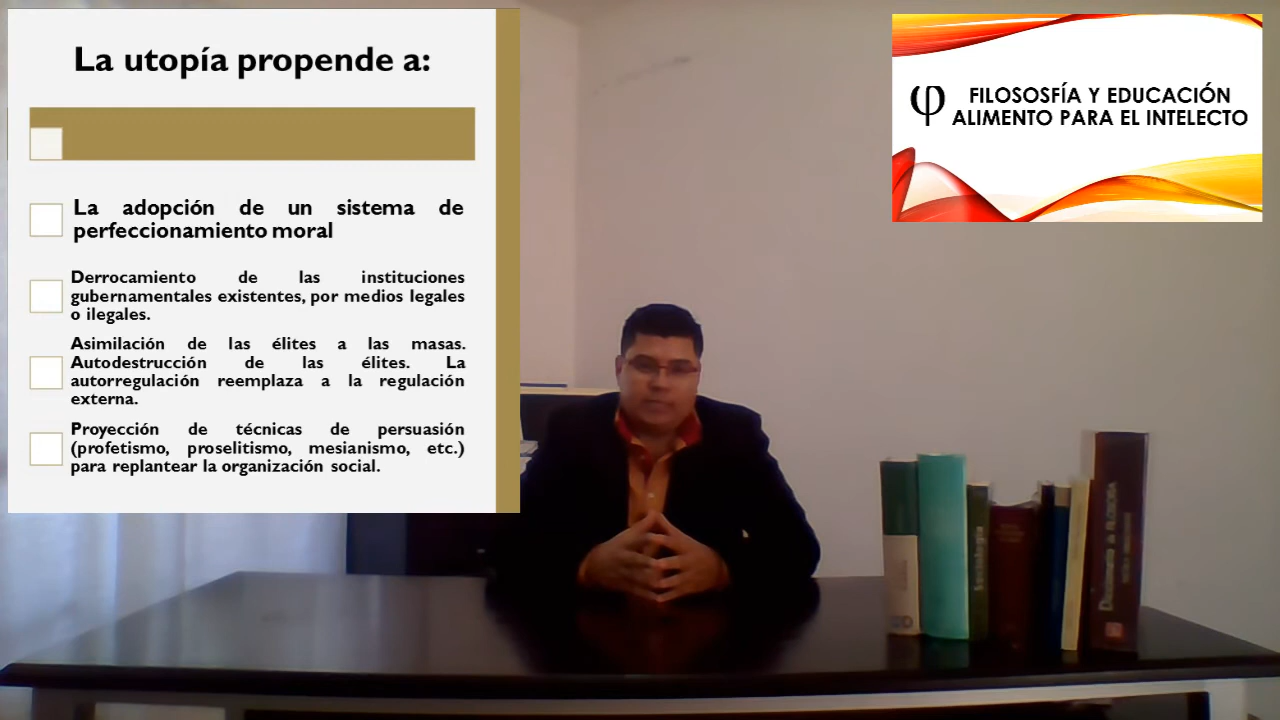 La utopía propende a:
La adopción de un sistema de
perfeccionamiento moral
Derrocamiento de las instituciones
gubernamentales existentes, por medios legales
o ilegales.
Asimilación de las élites a las masas.
Autodestrucción de las élites. La
autorregulación reemplaza a la regulación
externa.
Proyección de técnicas de persuasión
(profetismo, proselitismo, mesianismo, etc.)
para replantear la organización social.
φ FILOSOSFÍA Y EDUCACIÓN
ALIMENTO PARA EL INTELECTO
Sociología